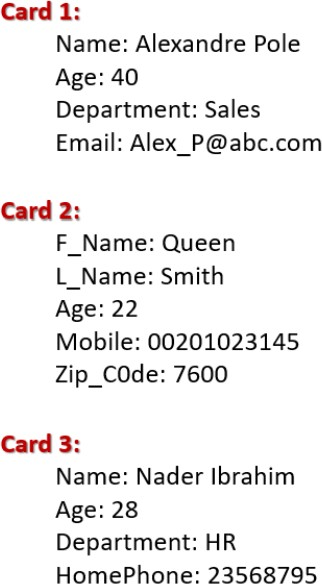 Card 1:
Name: Alexandre Pole
Age: 40
Department: Sales
Email: Alex_P@abc.com
Card 2:
F_Name: Queen
L_Name: Smith
Age: 22
Mobile: 00201023145
Zip_C0de: 7600
Card 3:
Name: Nader Ibrahim
Age: 28
Department: HR
HomePhone: 23568795